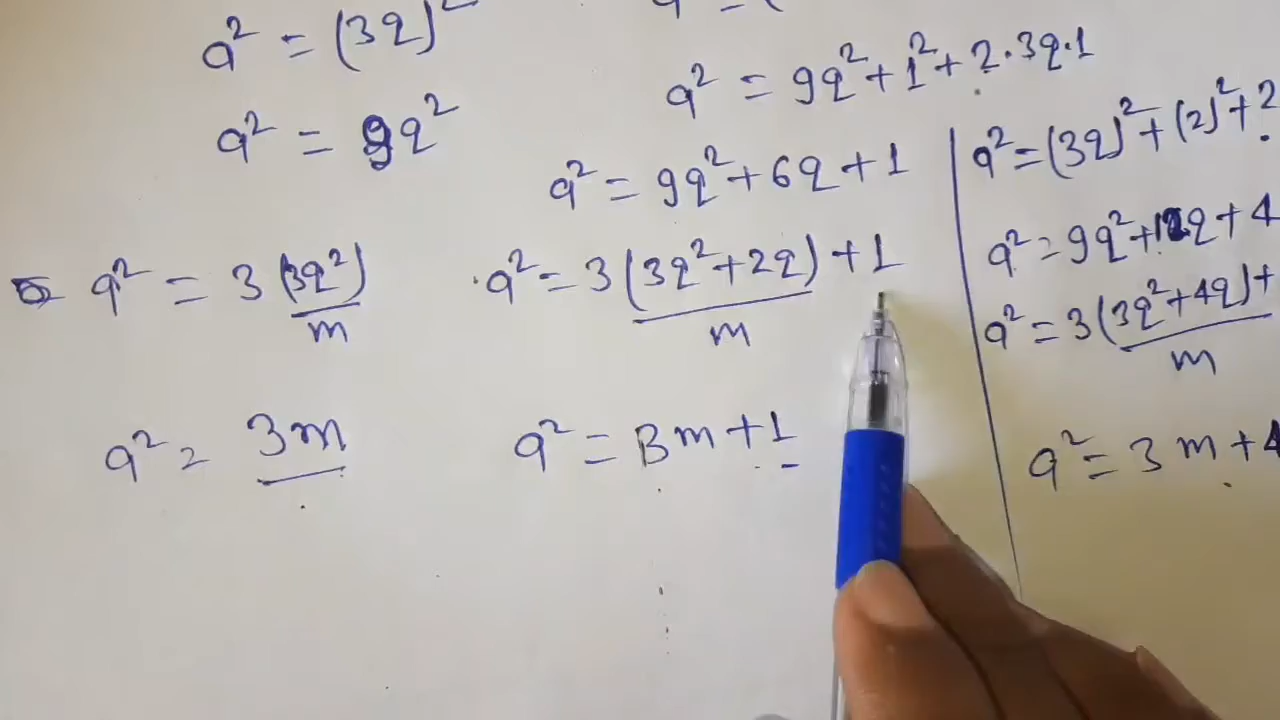 a² = (3q)²
a² = 9q²
a² = 3(3q²)
m
a² = 3m
a² = 9q² + 1² + 2·3q·1
a² = 9q² + 6q + 1
a² = 3(3q² + 2q) + 1
m
a² = 3m + 1
a² = (3q)² + (2)² + 2
a² = 9q² + 12q + 4
a² = 3(3q² + 4q) +
m
a² = 3m + 4